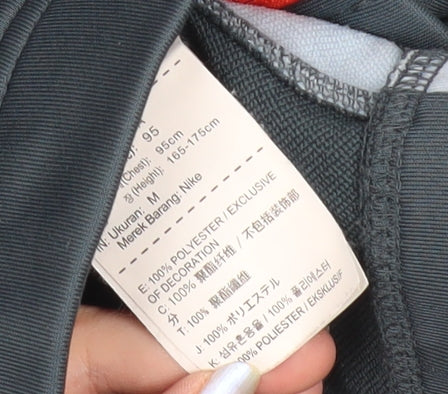 ): 95
(Chest): 95cm
장 (Height): 165-175cm
N: Ukuran: M
Merek Barang: Nike
E: 100% POLYESTER / EXCLUSIVE
OF DECORATION
C: 100% 聚酯纤维 / 不包括装饰部
分
T: 100% 聚酯纖維
J: 100% ポリエステル
K: 섬유혼용율 / 100% 폴리에스터
00% POLIESTER / EKSKLUSIF